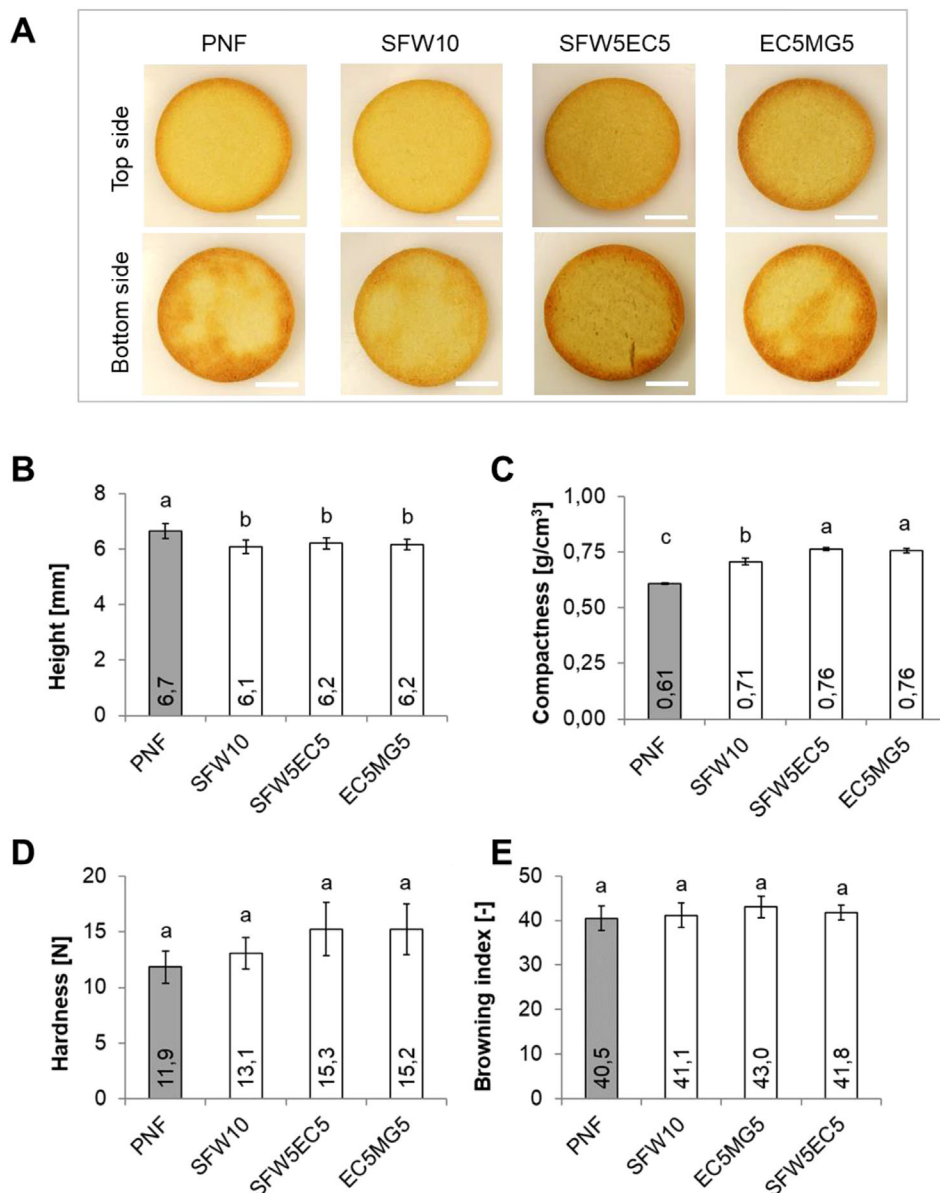 A
PNF SFW10 SFW5EC5 EC5MG5
Top side
Bottom side
B
Height [mm]
8
6
4
2
0
a b b b
6,7 6,1 6,2 6,2
PNF SFW10 SFW5EC5 EC5MG5
C
Compactness [g/cm³]
1,00
0,75
0,50
0,25
0,00
c b a a
0,61 0,71 0,76 0,76
PNF SFW10 SFW5EC5 EC5MG5
D
Hardness [N]
20
15
10
5
0
a a a a
11,9 13,1 15,3 15,2
PNF SFW10 SFW5EC5 EC5MG5
E
Browning index [-]
50
40
30
20
10
0
a a a a
40,5 41,1 43,0 41,8
PNF SFW10 EC5MG5 SFW5EC5